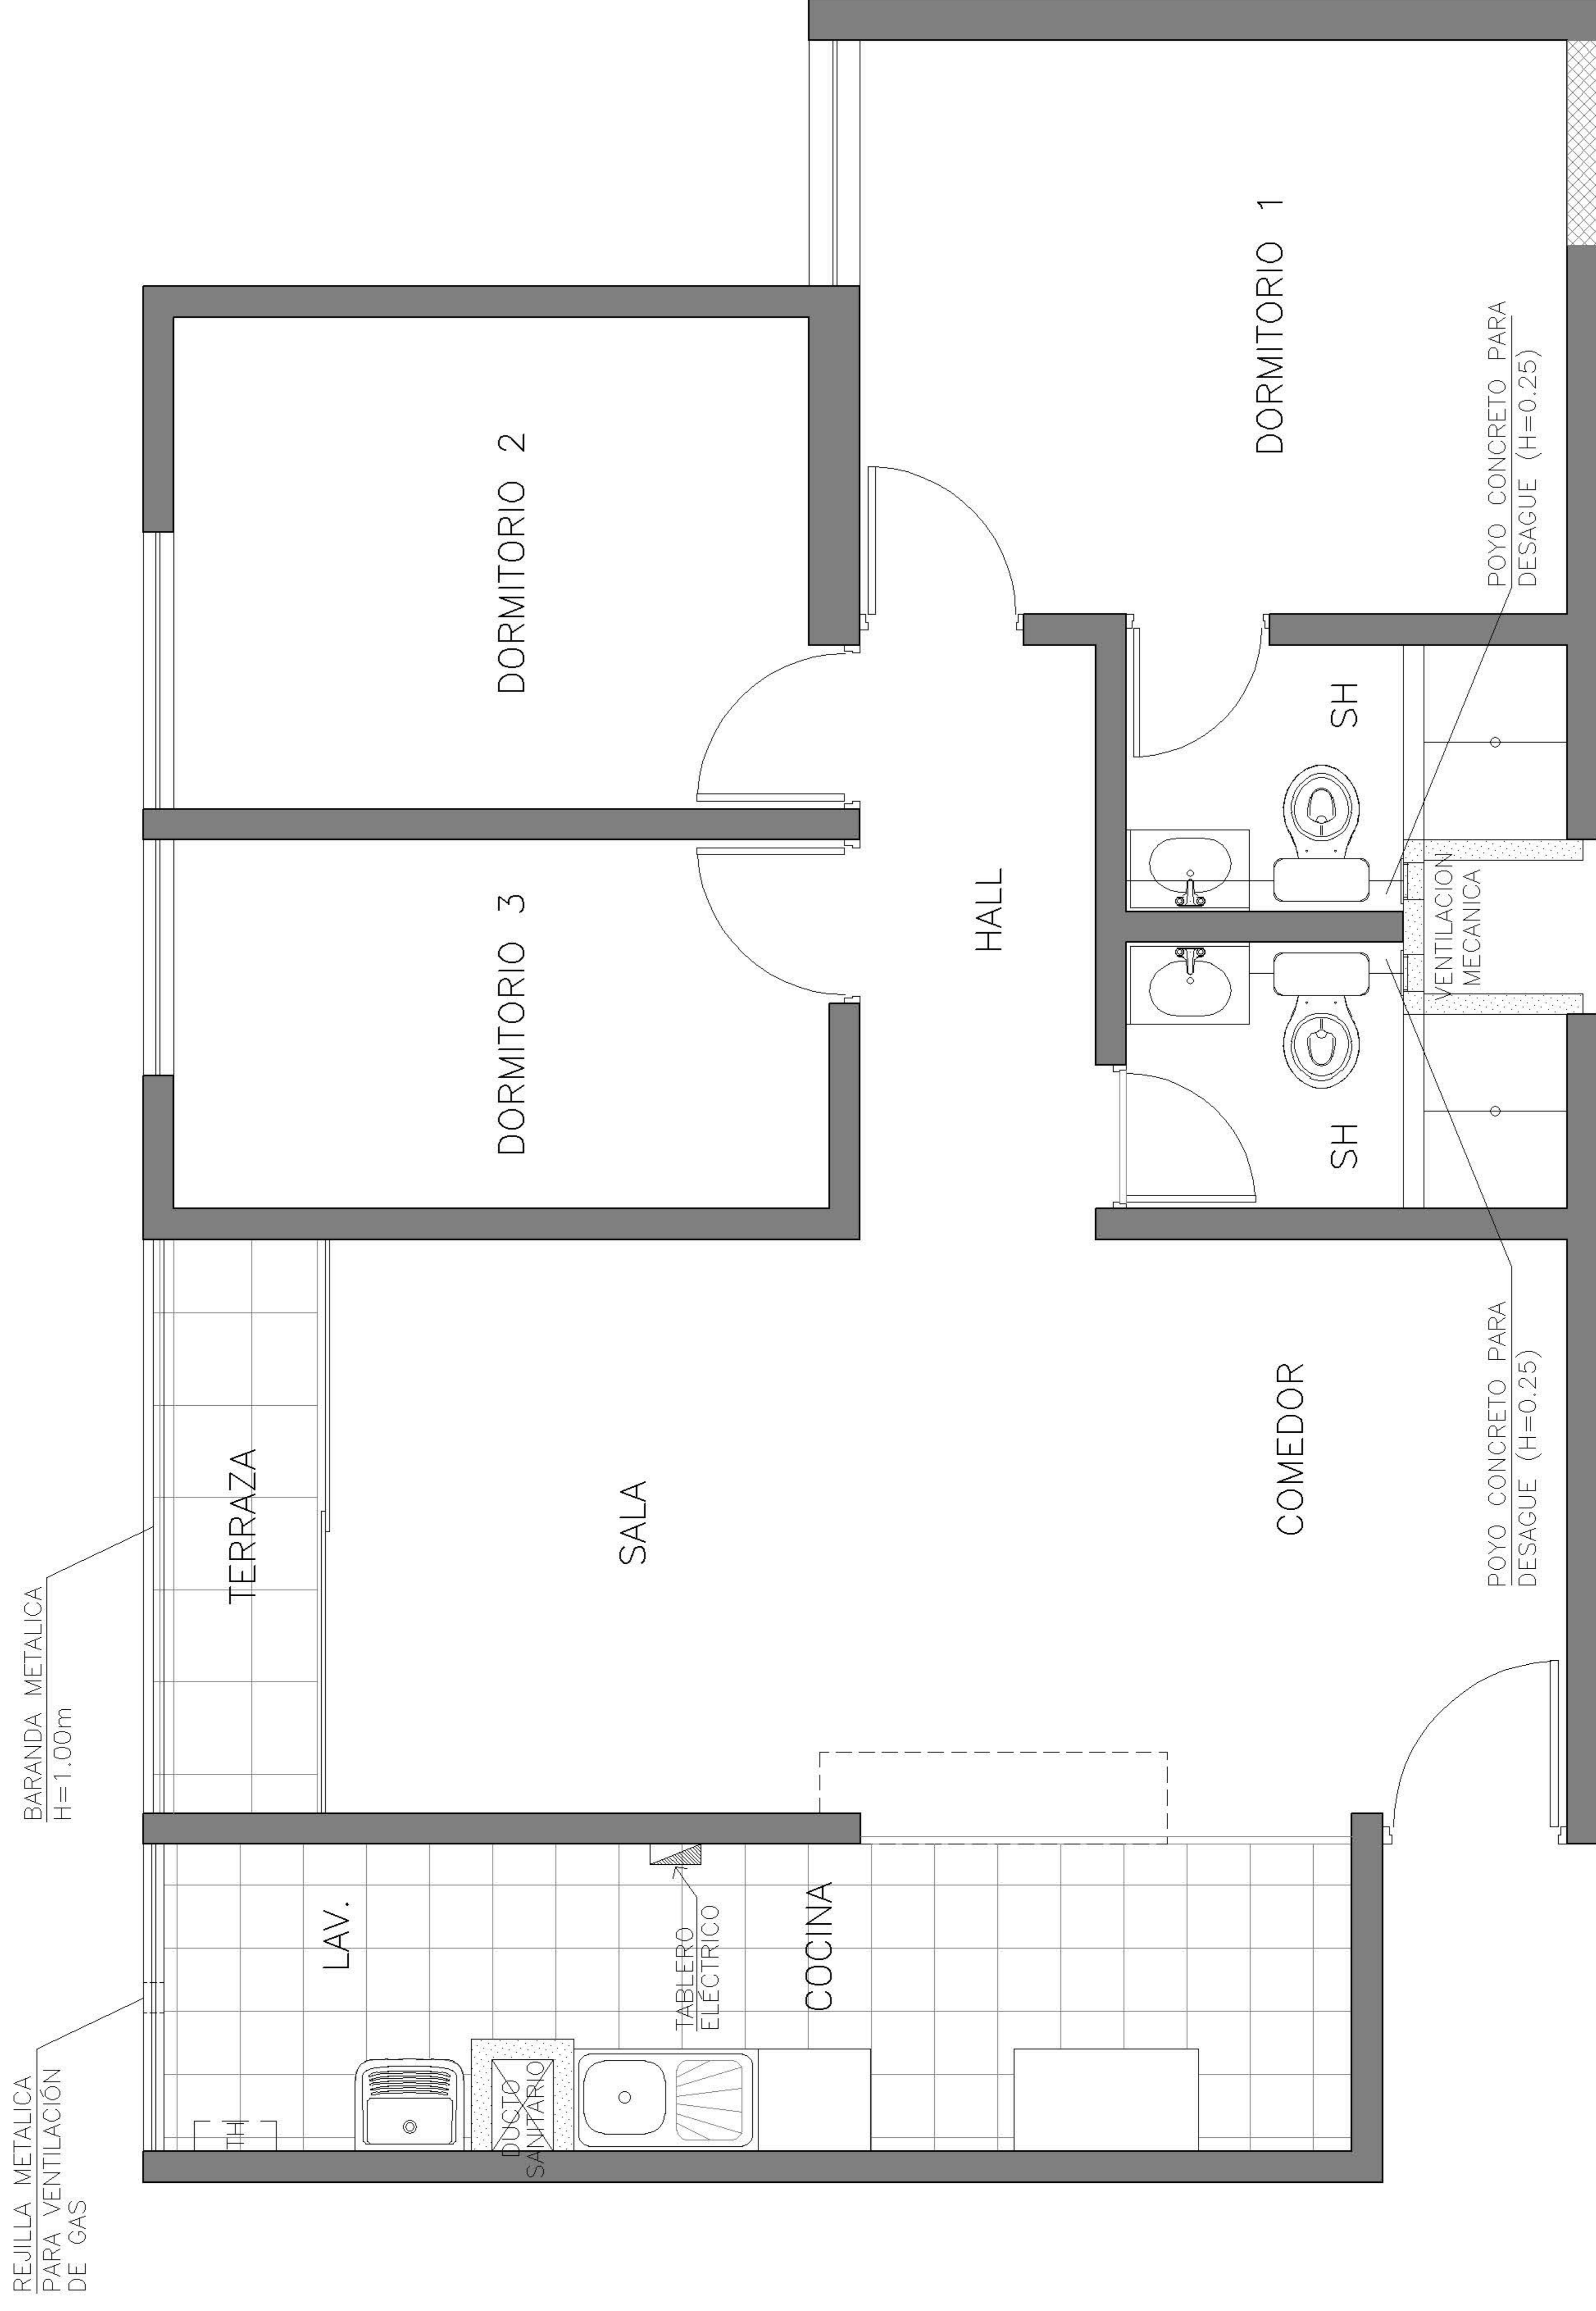 REJILLA METALICA
PARA VENTILACIÓN
DE GAS
BARANDA METALICA
H=1.00m
TH
LAV.
TERRAZA
DUCTO
SANITARIO
TABLERO
ELÉCTRICO
COCINA
SALA
DORMITORIO 3
DORMITORIO 2
HALL
COMEDOR
SH
SH
DORMITORIO 1
VENTILACION
MECANICA
POYO CONCRETO PARA
DESAGUE (H=0.25)
POYO CONCRETO PARA
DESAGUE (H=0.25)